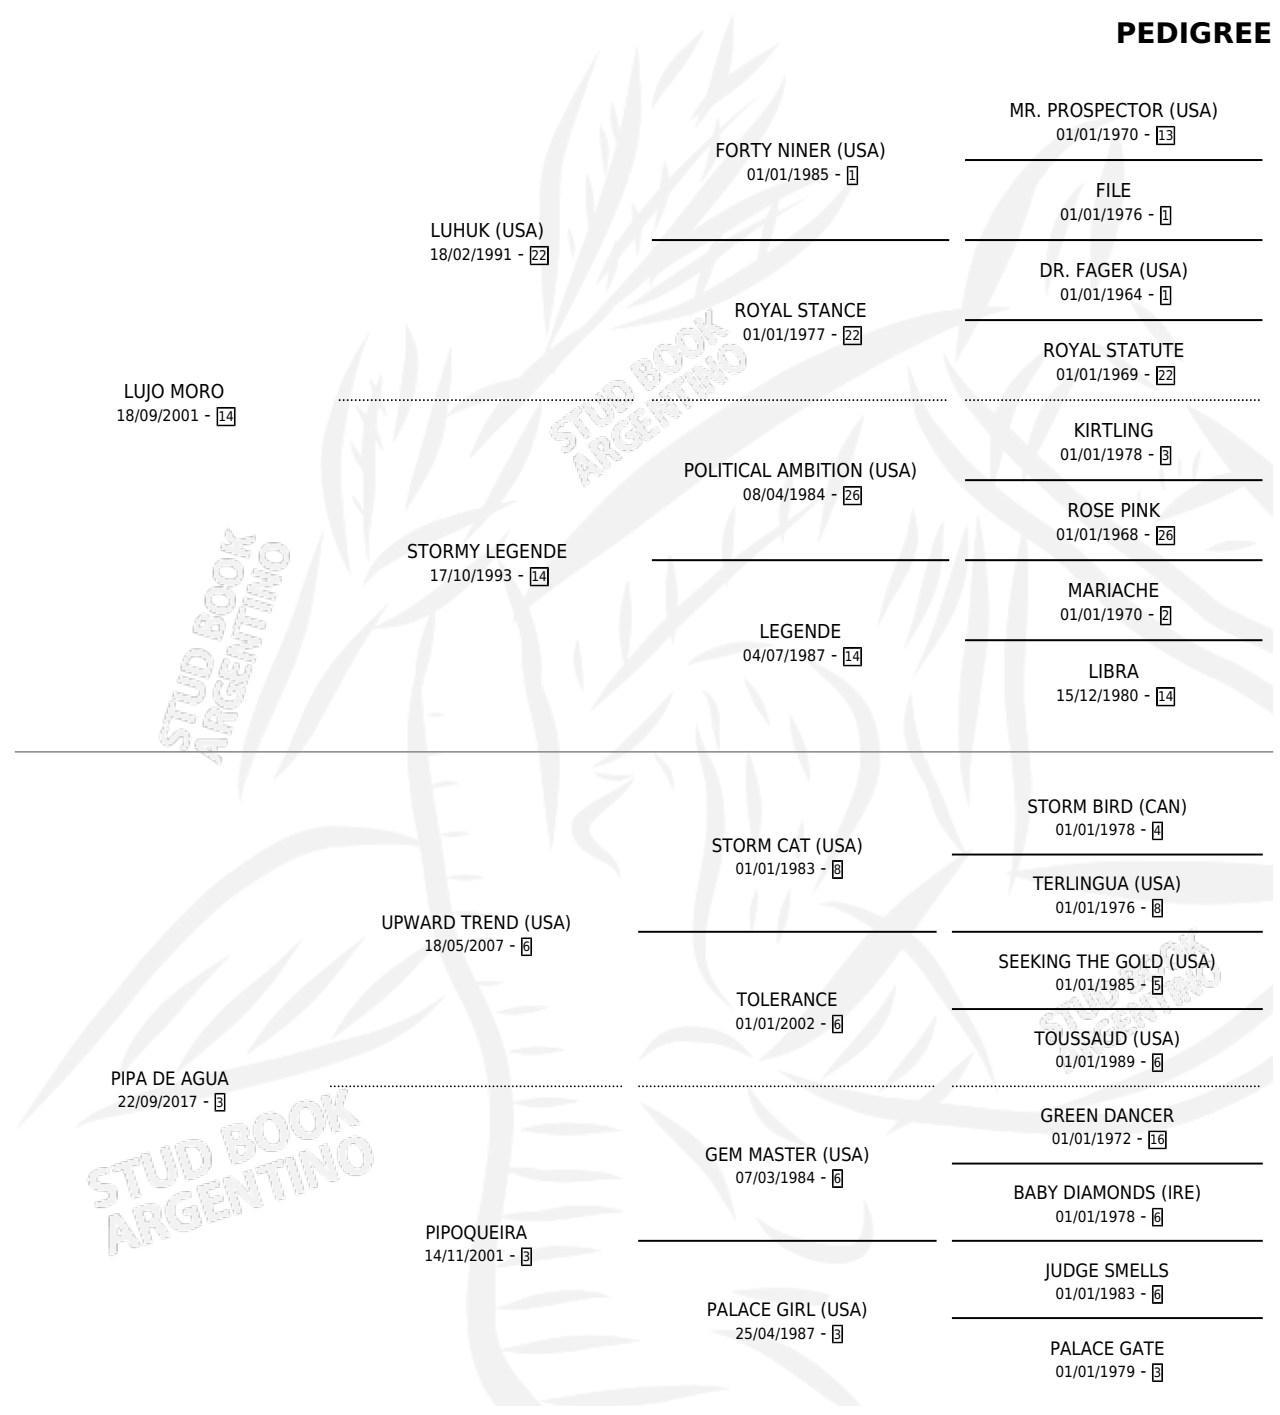 PEDIGREE
LUJO MORO
18/09/2001 - 14
LUHUK (USA)
18/02/1991 - 22
STORMY LEGENDE
17/10/1993 - 14
FORTY NINER (USA)
01/01/1985 - 1
ROYAL STANCE
01/01/1977 - 22
POLITICAL AMBITION (USA)
08/04/1984 - 26
LEGENDE
04/07/1987 - 14
MR. PROSPECTOR (USA)
01/01/1970 - 13
FILE
01/01/1976 - 1
DR. FAGER (USA)
01/01/1964 - 1
ROYAL STATUTE
01/01/1969 - 22
KIRTLING
01/01/1978 - 3
ROSE PINK
01/01/1968 - 26
MARIACHE
01/01/1970 - 2
LIBRA
15/12/1980 - 14
PIPA DE AGUA
22/09/2017 - 3
UPWARD TREND (USA)
18/05/2007 - 6
PIPOQUEIRA
14/11/2001 - 3
STORM CAT (USA)
01/01/1983 - 8
TOLERANCE
01/01/2002 - 6
GEM MASTER (USA)
07/03/1984 - 6
PALACE GIRL (USA)
25/04/1987 - 3
STORM BIRD (CAN)
01/01/1978 - 4
TERLINGUA (USA)
01/01/1976 - 8
SEEKING THE GOLD (USA)
01/01/1985 - 5
TOUSSAUD (USA)
01/01/1989 - 6
GREEN DANCER
01/01/1972 - 16
BABY DIAMONDS (IRE)
01/01/1978 - 6
JUDGE SMELLS
01/01/1983 - 6
PALACE GATE
01/01/1979 - 3
STUD BOOK
ARGENTINO
STUD BOOK
ARGENTINO
STUD BOOK
ARGENTINO
STUD BOOK
ARGENTINO